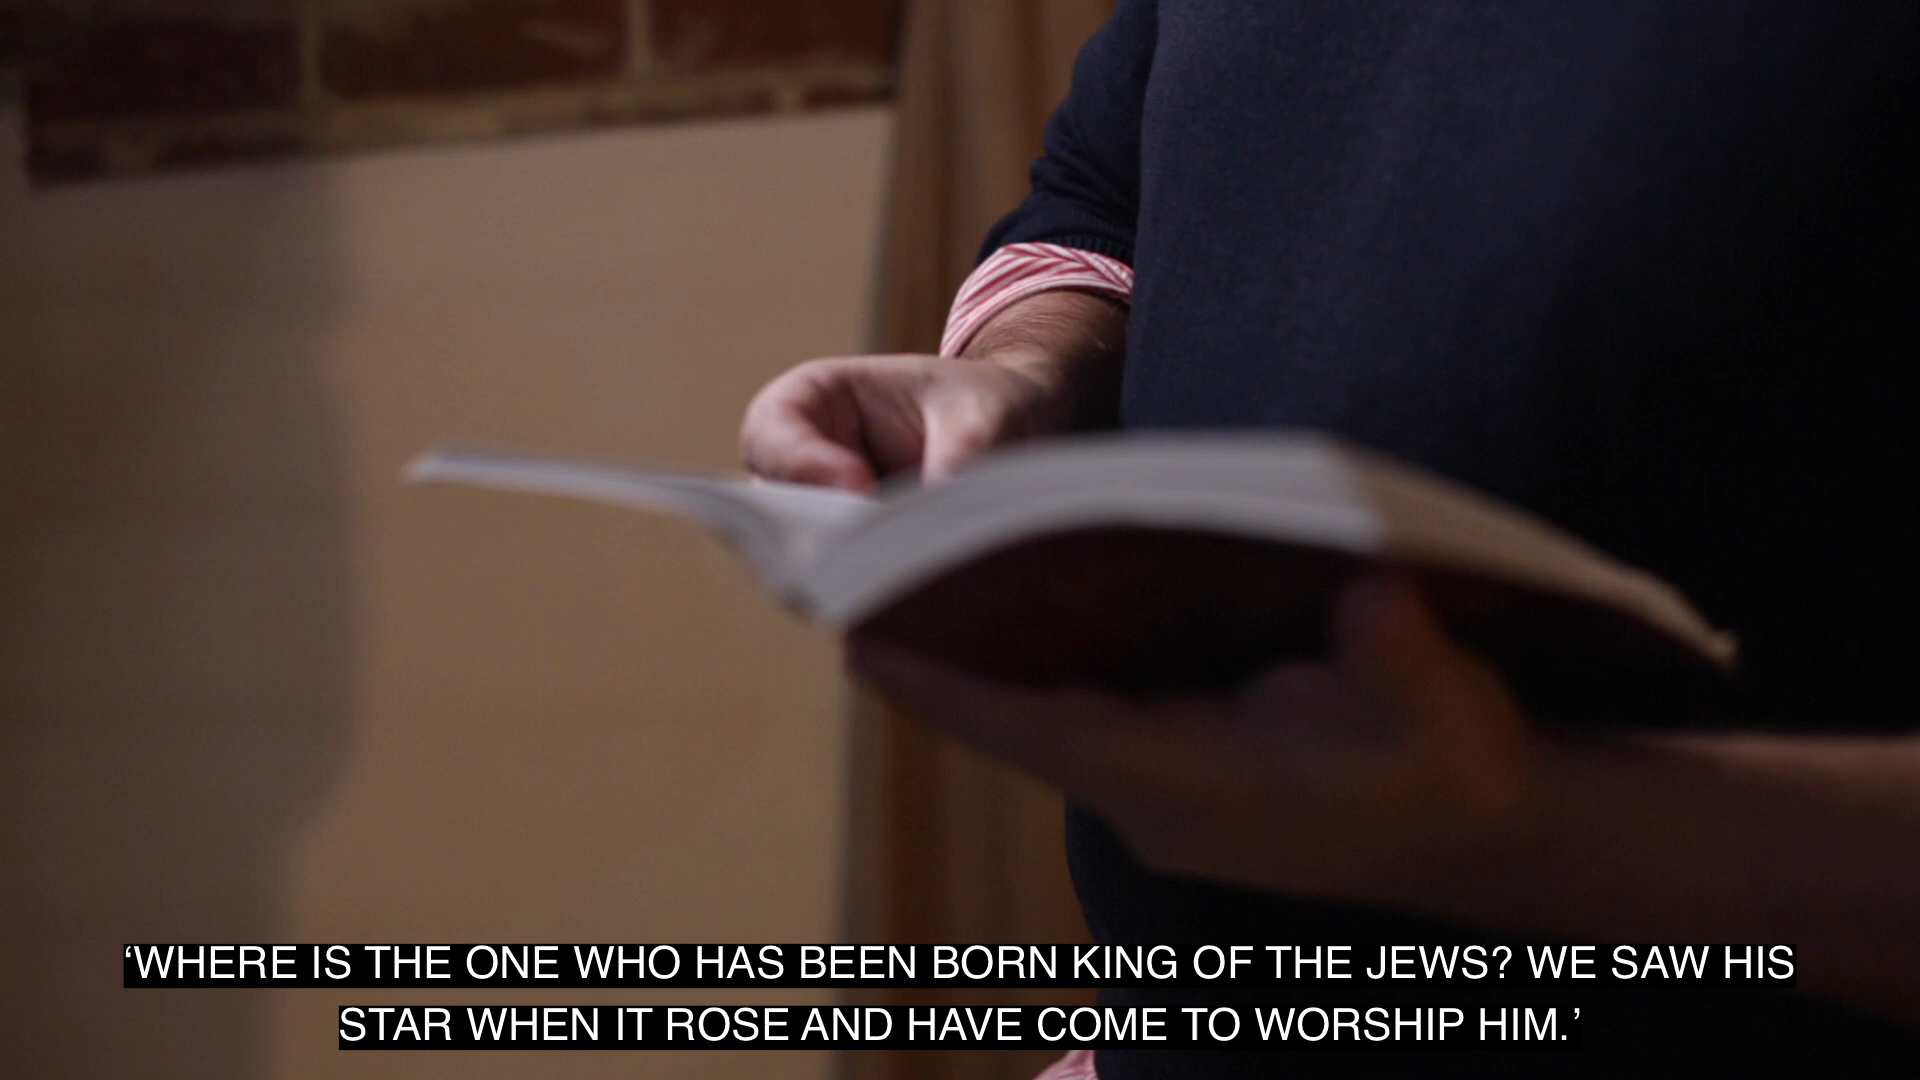 ‘WHERE IS THE ONE WHO HAS BEEN BORN KING OF THE JEWS? WE SAW HIS
STAR WHEN IT ROSE AND HAVE COME TO WORSHIP HIM.’